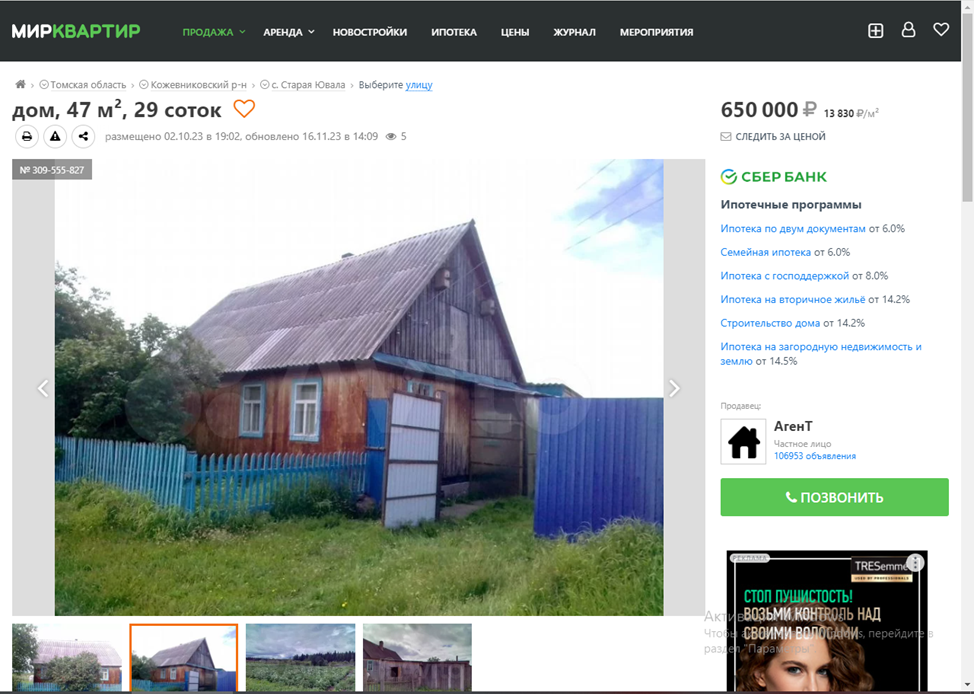 МИРКВАРТИР
ПРОДАЖА АРЕНДА НОВОСТРОЙКИ ИПОТЕКА ЦЕНЫ ЖУРНАЛ МЕРОПРИЯТИЯ
Томская область › Кожевниковский р-н › с. Старая Ювала › Выберите улицу
дом, 47 м², 29 соток
размещено 02.10.23 в 19:02, обновлено 16.11.23 в 14:09 5
№ 309-555-827
650 000 ₽ 13 830 ₽/м²
СЛЕДИТЬ ЗА ЦЕНОЙ
СБЕР БАНК
Ипотечные программы
Ипотека по двум документам от 6.0%
Семейная ипотека от 6.0%
Ипотека с господдержкой от 8.0%
Ипотека на вторичное жильё от 14.2%
Строительство дома от 14.2%
Ипотека на загородную недвижимость и
землю от 14.5%
Продавец:
АгенТ
Частное лицо
106953 объявления
ПОЗВОНИТЬ
РЕКЛАМА
TRESemmé
USED BY PROFESSIONALS
СТОП ПУШИСТОСТЬ!
ВОЗЬМИ КОНТРОЛЬ НАД
СВОИМИ ВОЛОСАМИ
перейдите в
раздел "Параметры".